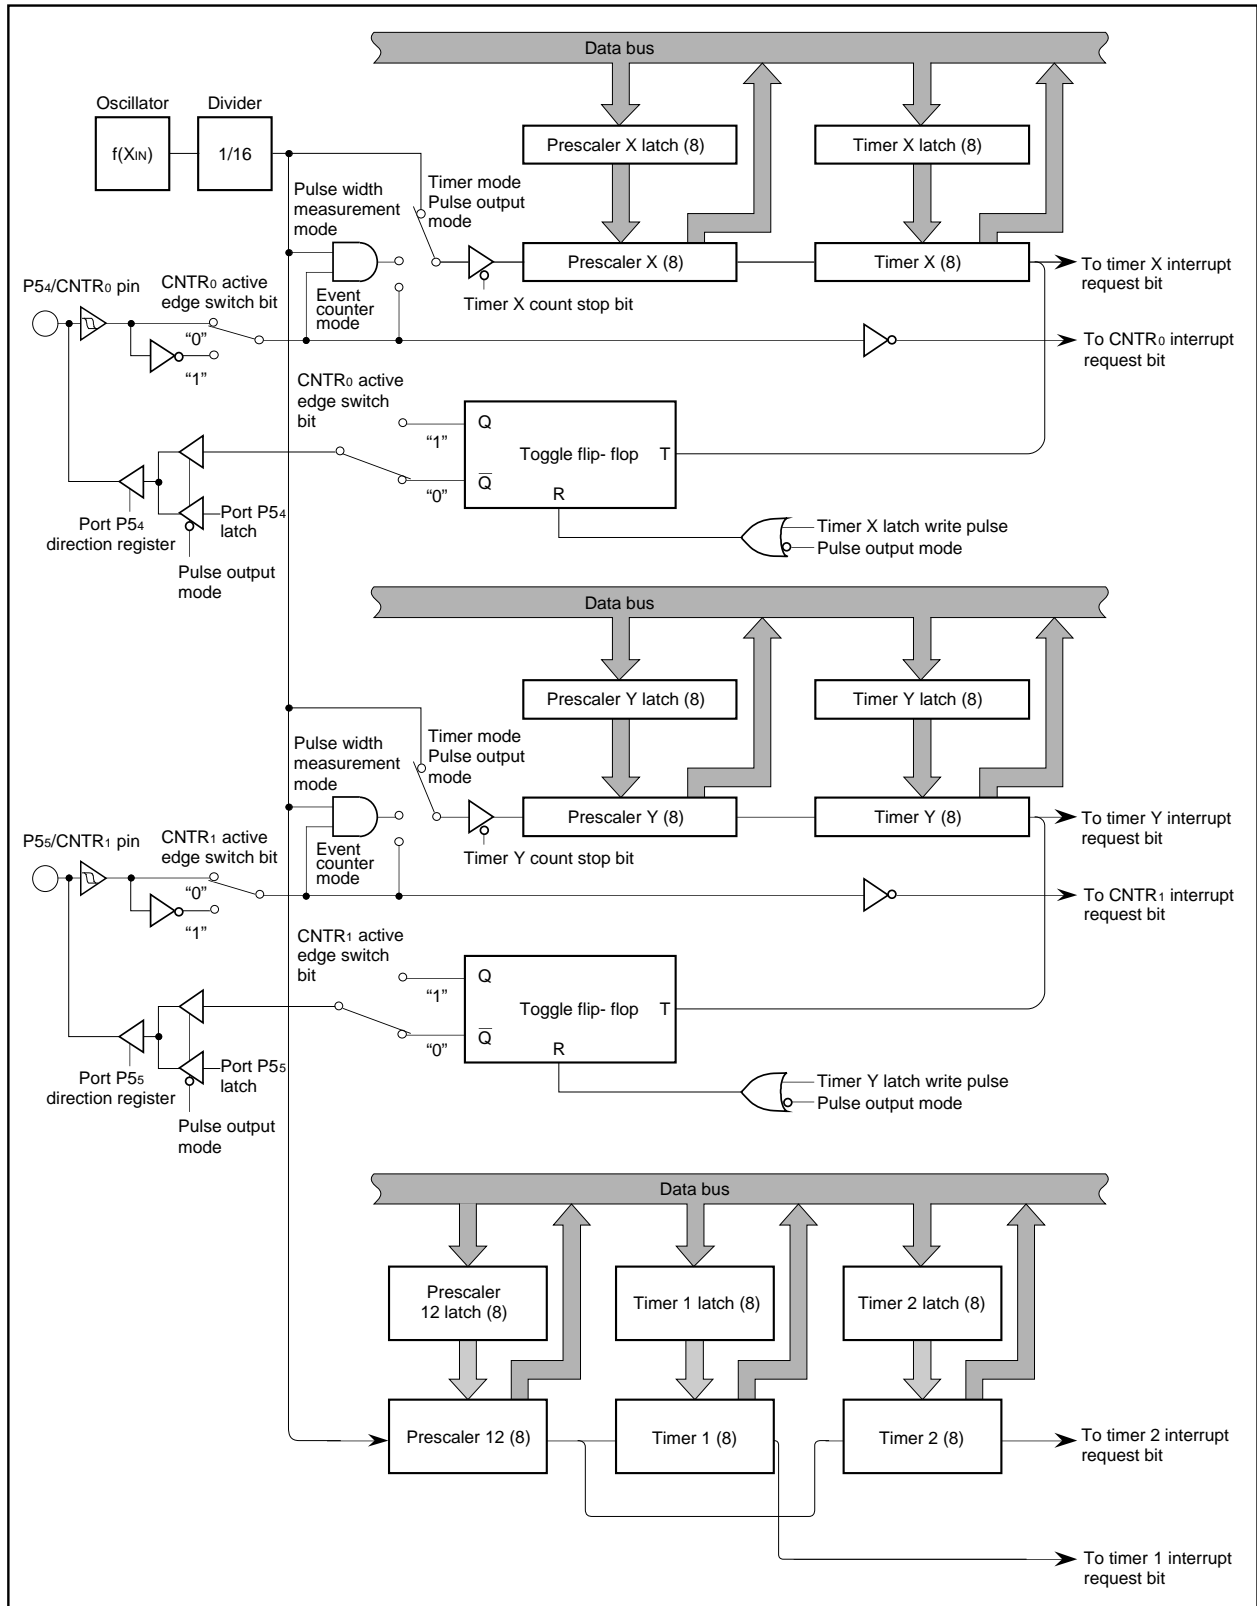 Data bus
Oscillator
Divider
f(XIN)
1/16
Prescaler X latch (8)
Timer X latch (8)
Pulse width
measurement
mode
Timer mode
Pulse output
mode
Prescaler X (8)
Timer X (8)
To timer X interrupt
request bit
P54/CNTR0 pin
CNTR0 active
edge switch bit
Event
counter
mode
Timer X count stop bit
“0”
“1”
To CNTR0 interrupt
request bit
CNTR0 active
edge switch
bit
“1”
“0”
Q
Q
Toggle flip- flop
T
R
Port P54
direction register
Port P54
latch
Pulse output
mode
Timer X latch write pulse
Pulse output mode
Data bus
Prescaler Y latch (8)
Timer Y latch (8)
Pulse width
measurement
mode
Timer mode
Pulse output
mode
Prescaler Y (8)
Timer Y (8)
To timer Y interrupt
request bit
P55/CNTR1 pin
CNTR1 active
edge switch bit
Event
counter
mode
Timer Y count stop bit
“0”
“1”
To CNTR1 interrupt
request bit
CNTR1 active
edge switch
bit
“1”
“0”
Q
Q
Toggle flip- flop
T
R
Port P55
direction register
Port P55
latch
Pulse output
mode
Timer Y latch write pulse
Pulse output mode
Data bus
Prescaler
12 latch (8)
Timer 1 latch (8)
Timer 2 latch (8)
Prescaler 12 (8)
Timer 1 (8)
Timer 2 (8)
To timer 2 interrupt
request bit
To timer 1 interrupt
request bit